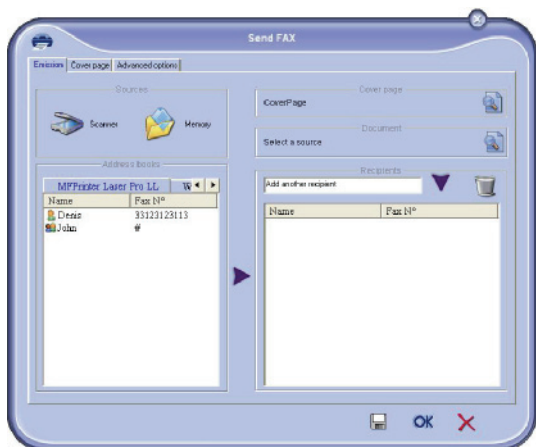 Send FAX
Emission Cover page Advanced options
Sources
Scanner Memory
Cover page
CoverPage
Document
Select a source
Address books
MFPrinter Laser Pro LL W
Name Fax N°
Denis 33123123113
John #
Recipients
Add another recipient
Name Fax N°
OK